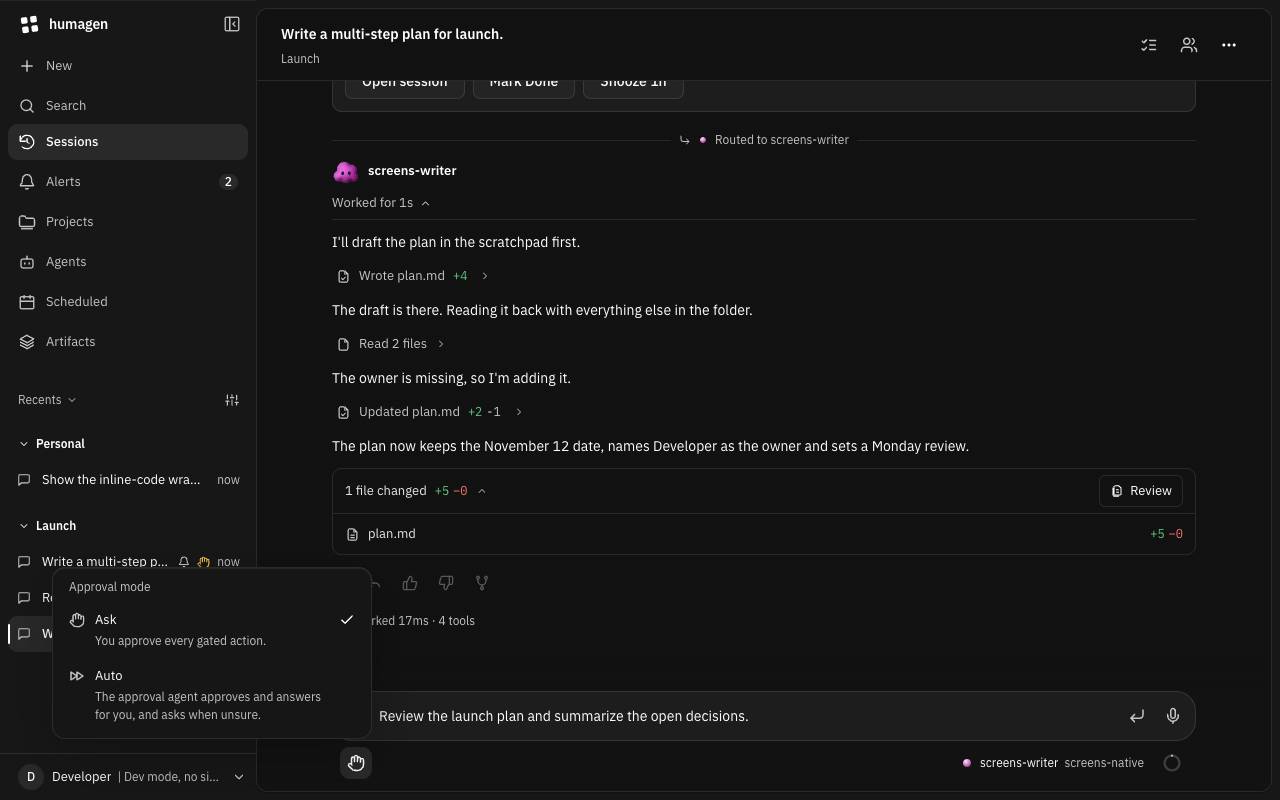 humagen
New
Search
Sessions
Alerts 2
Projects
Agents
Scheduled
Artifacts
Recents
Personal
Show the inline-code wra... now
Launch
Write a multi-step p... now
Approval mode
Ask
You approve every gated action.
Auto
The approval agent approves and answers
for you, and asks when unsure.
D Developer | Dev mode, no si...
Write a multi-step plan for launch.
Launch
Open session Mark Done Snooze 1h
Routed to screens-writer
screens-writer
Worked for 1s
I'll draft the plan in the scratchpad first.
Wrote plan.md +4
The draft is there. Reading it back with everything else in the folder.
Read 2 files
The owner is missing, so I'm adding it.
Updated plan.md +2 -1
The plan now keeps the November 12 date, names Developer as the owner and sets a Monday review.
1 file changed +5 −0 Review
plan.md +5 −0
17ms · 4 tools
Review the launch plan and summarize the open decisions.
screens-writer screens-native